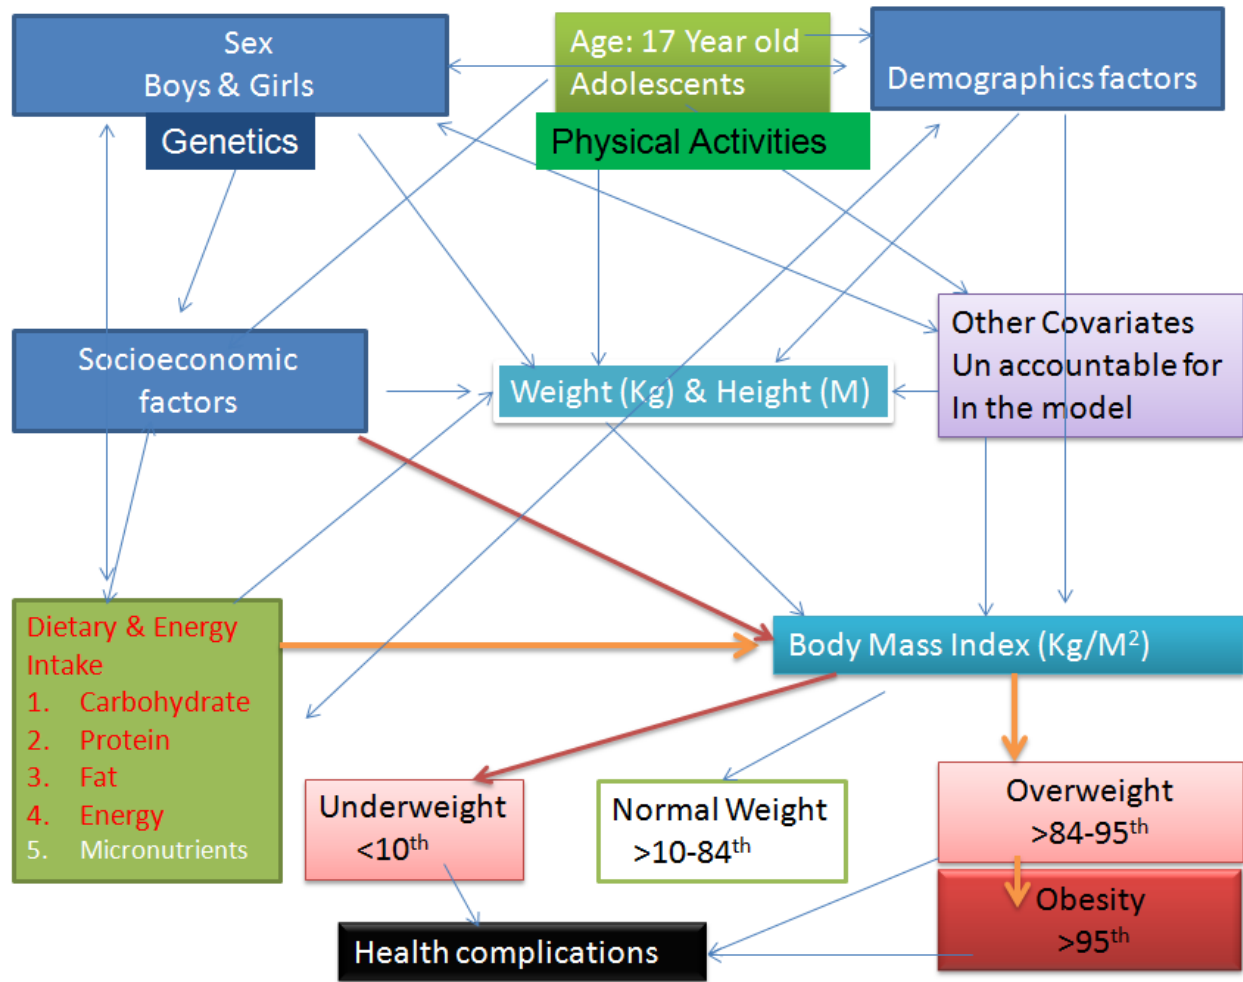 Sex
Boys & Girls
Genetics
Age: 17 Year old
Adolescents
Physical Activities
Demographics factors
Socioeconomic
factors
Weight (Kg) & Height (M)
Other Covariates
Un accountable for
In the model
Dietary & Energy
Intake
1. Carbohydrate
2. Protein
3. Fat
4. Energy
5. Micronutrients
Body Mass Index (Kg/M²)
Underweight
<10th
Normal Weight
>10-84th
Overweight
>84-95th
Obesity
>95th
Health complications